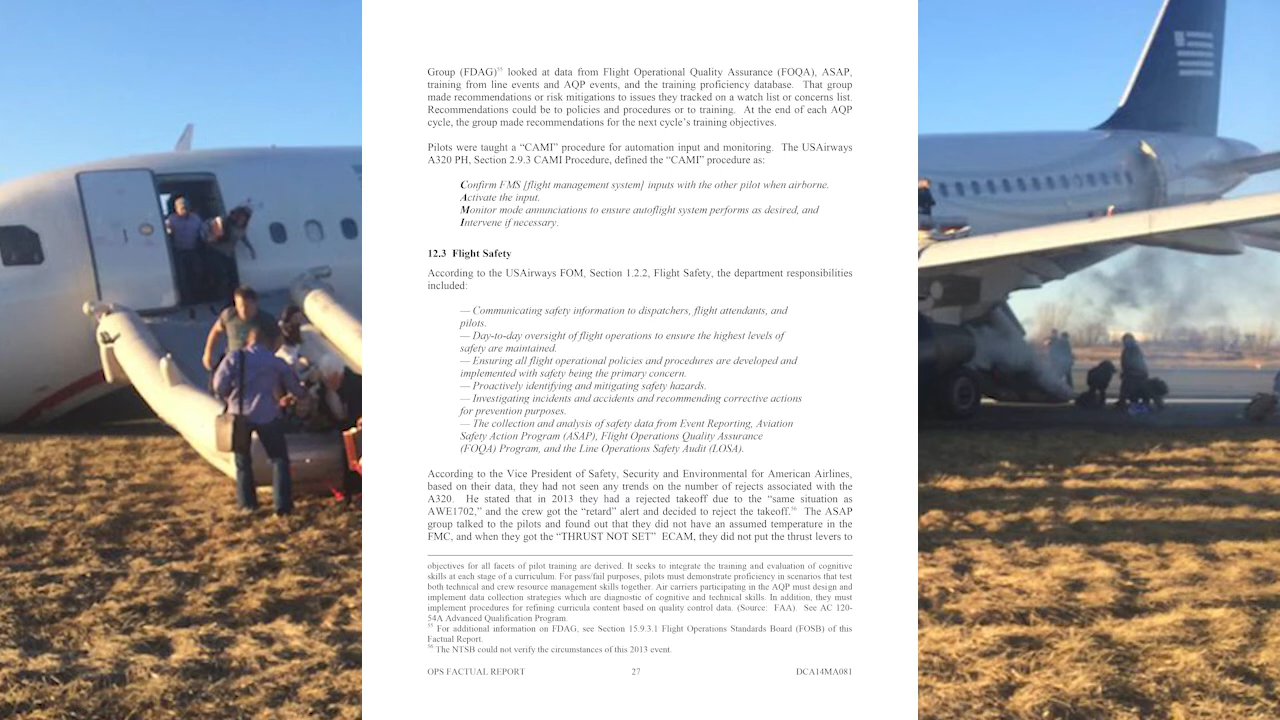 Group (FDAG)55 looked at data from Flight Operational Quality Assurance (FOQA), ASAP,
training from line events and AQP events, and the training proficiency database. That group
made recommendations or risk mitigations to issues they tracked on a watch list or concerns list.
Recommendations could be to policies and procedures or to training. At the end of each AQP
cycle, the group made recommendations for the next cycle's training objectives.
Pilots were taught a “CAMI” procedure for automation input and monitoring. The USAirways
A320 PH, Section 2.9.3 CAMI Procedure, defined the “CAMI” procedure as:
Confirm FMS [flight management system] inputs with the other pilot when airborne.
Activate the input.
Monitor mode annunciations to ensure autoflight system performs as desired, and
Intervene if necessary.
12.3 Flight Safety
According to the USAirways FOM, Section 1.2.2, Flight Safety, the department responsibilities
included:
— Communicating safety information to dispatchers, flight attendants, and
pilots.
— Day-to-day oversight of flight operations to ensure the highest levels of
safety are maintained.
— Ensuring all flight operational policies and procedures are developed and
implemented with safety being the primary concern.
— Proactively identifying and mitigating safety hazards.
— Investigating incidents and accidents and recommending corrective actions
for prevention purposes.
— The collection and analysis of safety data from Event Reporting, Aviation
Safety Action Program (ASAP), Flight Operations Quality Assurance
(FOQA) Program, and the Line Operations Safety Audit (LOSA).
According to the Vice President of Safety, Security and Environmental for American Airlines,
based on their data, they had not seen any trends on the number of rejects associated with the
A320. He stated that in 2013 they had a rejected takeoff due to the “same situation as
AWE1702,” and the crew got the “retard” alert and decided to reject the takeoff.56 The ASAP
group talked to the pilots and found out that they did not have an assumed temperature in the
FMC, and when they got the “THRUST NOT SET” ECAM, they did not put the thrust levers to
objectives for all facets of pilot training are derived. It seeks to integrate the training and evaluation of cognitive
skills at each stage of a curriculum. For pass/fail purposes, pilots must demonstrate proficiency in scenarios that test
both technical and crew resource management skills together. Air carriers participating in the AQP must design and
implement data collection strategies which are diagnostic of cognitive and technical skills. In addition, they must
implement procedures for refining curricula content based on quality control data. (Source: FAA). See AC 120-
54A Advanced Qualification Program.
55 For additional information on FDAG, see Section 15.9.3.1 Flight Operations Standards Board (FOSB) of this
Factual Report.
56 The NTSB could not verify the circumstances of this 2013 event.
OPS FACTUAL REPORT 27 DCA14MA081